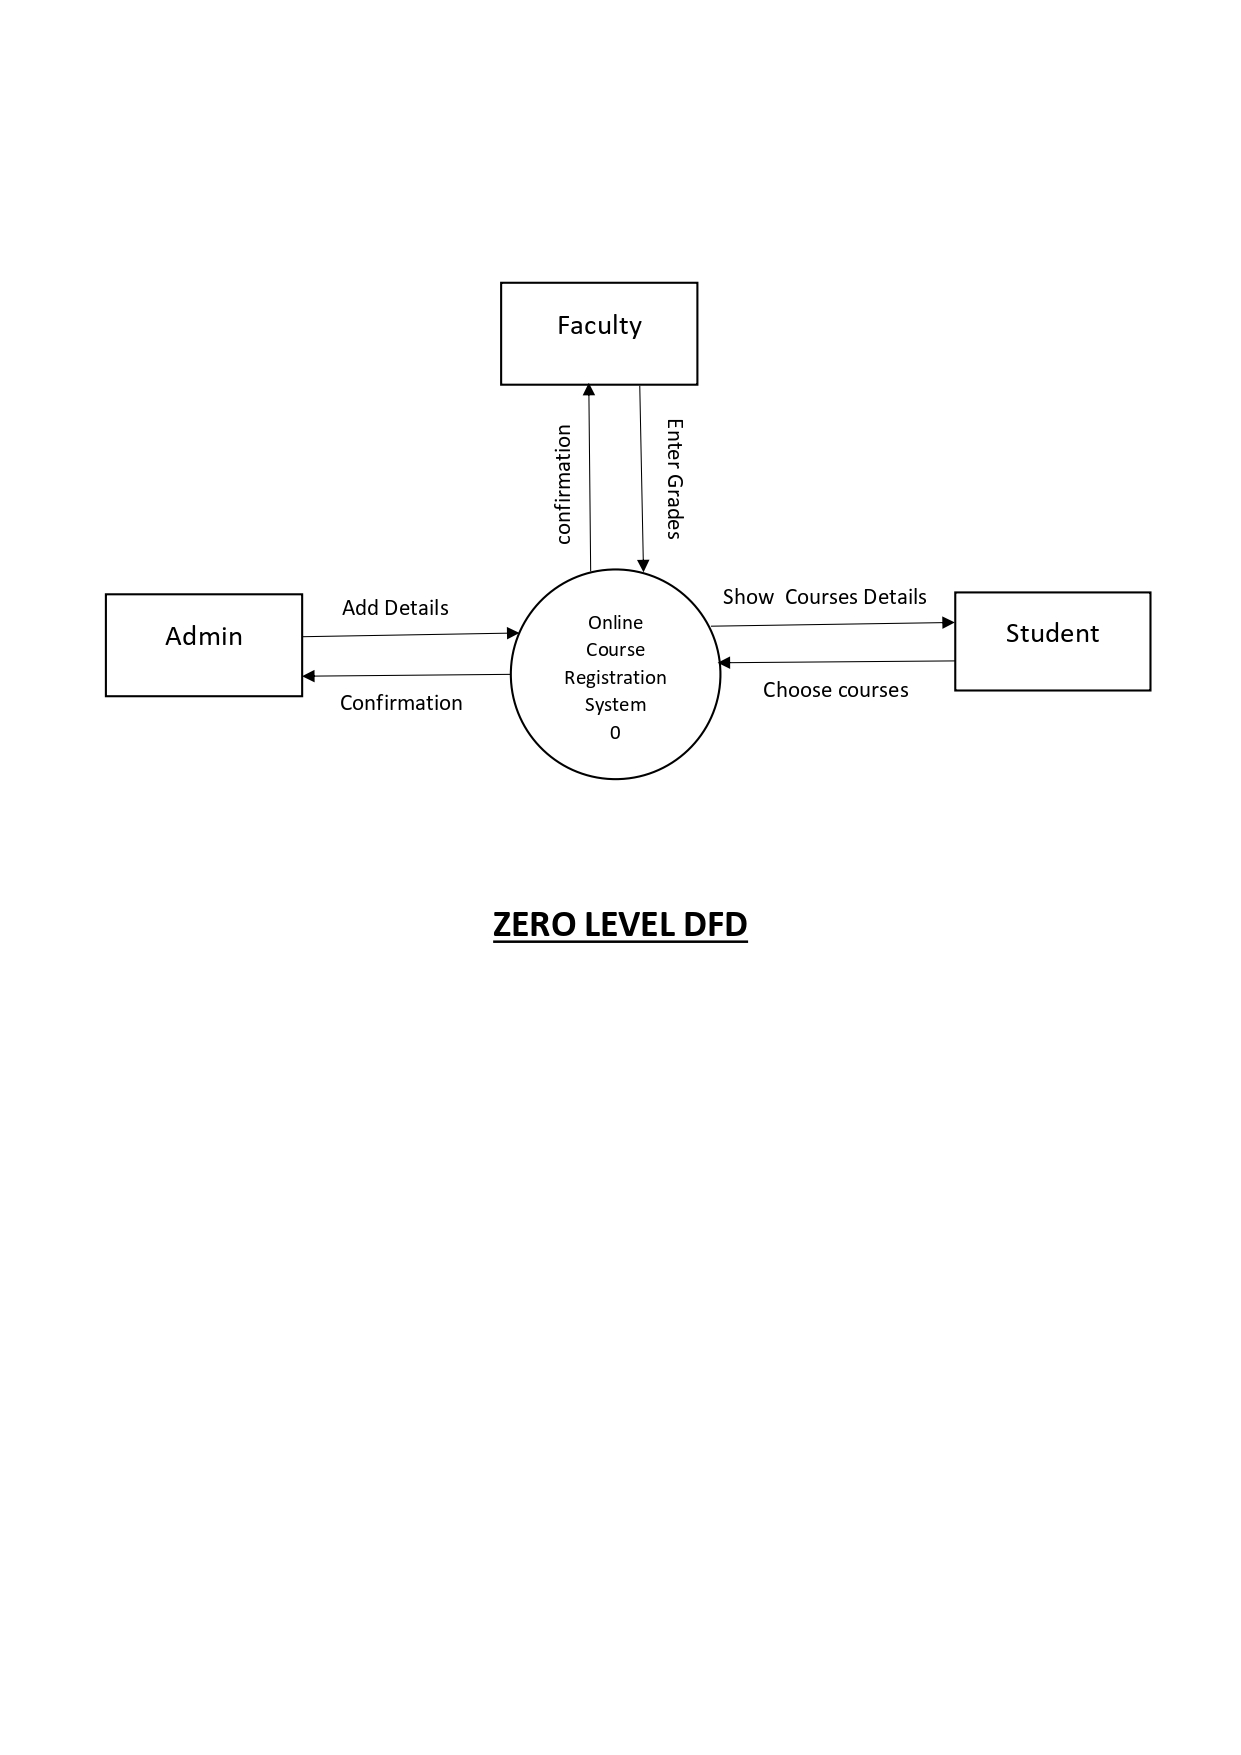 Faculty
confirmation
Enter Grades
Admin
Add Details
Confirmation
Online
Course
Registration
System
0
Show  Courses Details
Choose courses
Student
ZERO LEVEL DFD